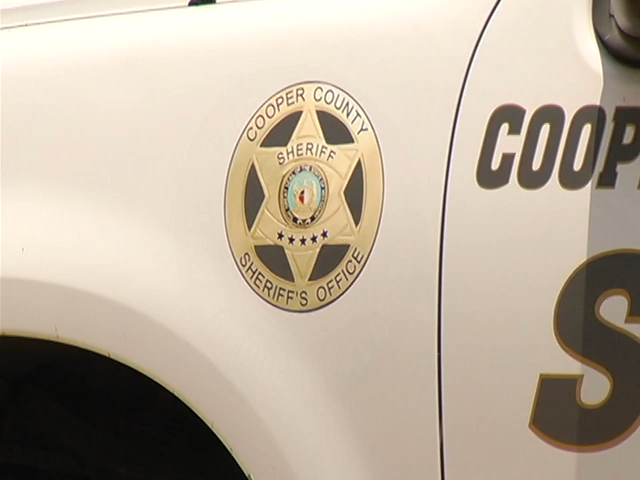 COOPER COUNTY
SHERIFF
SHERIFF'S OFFICE
COOP
S